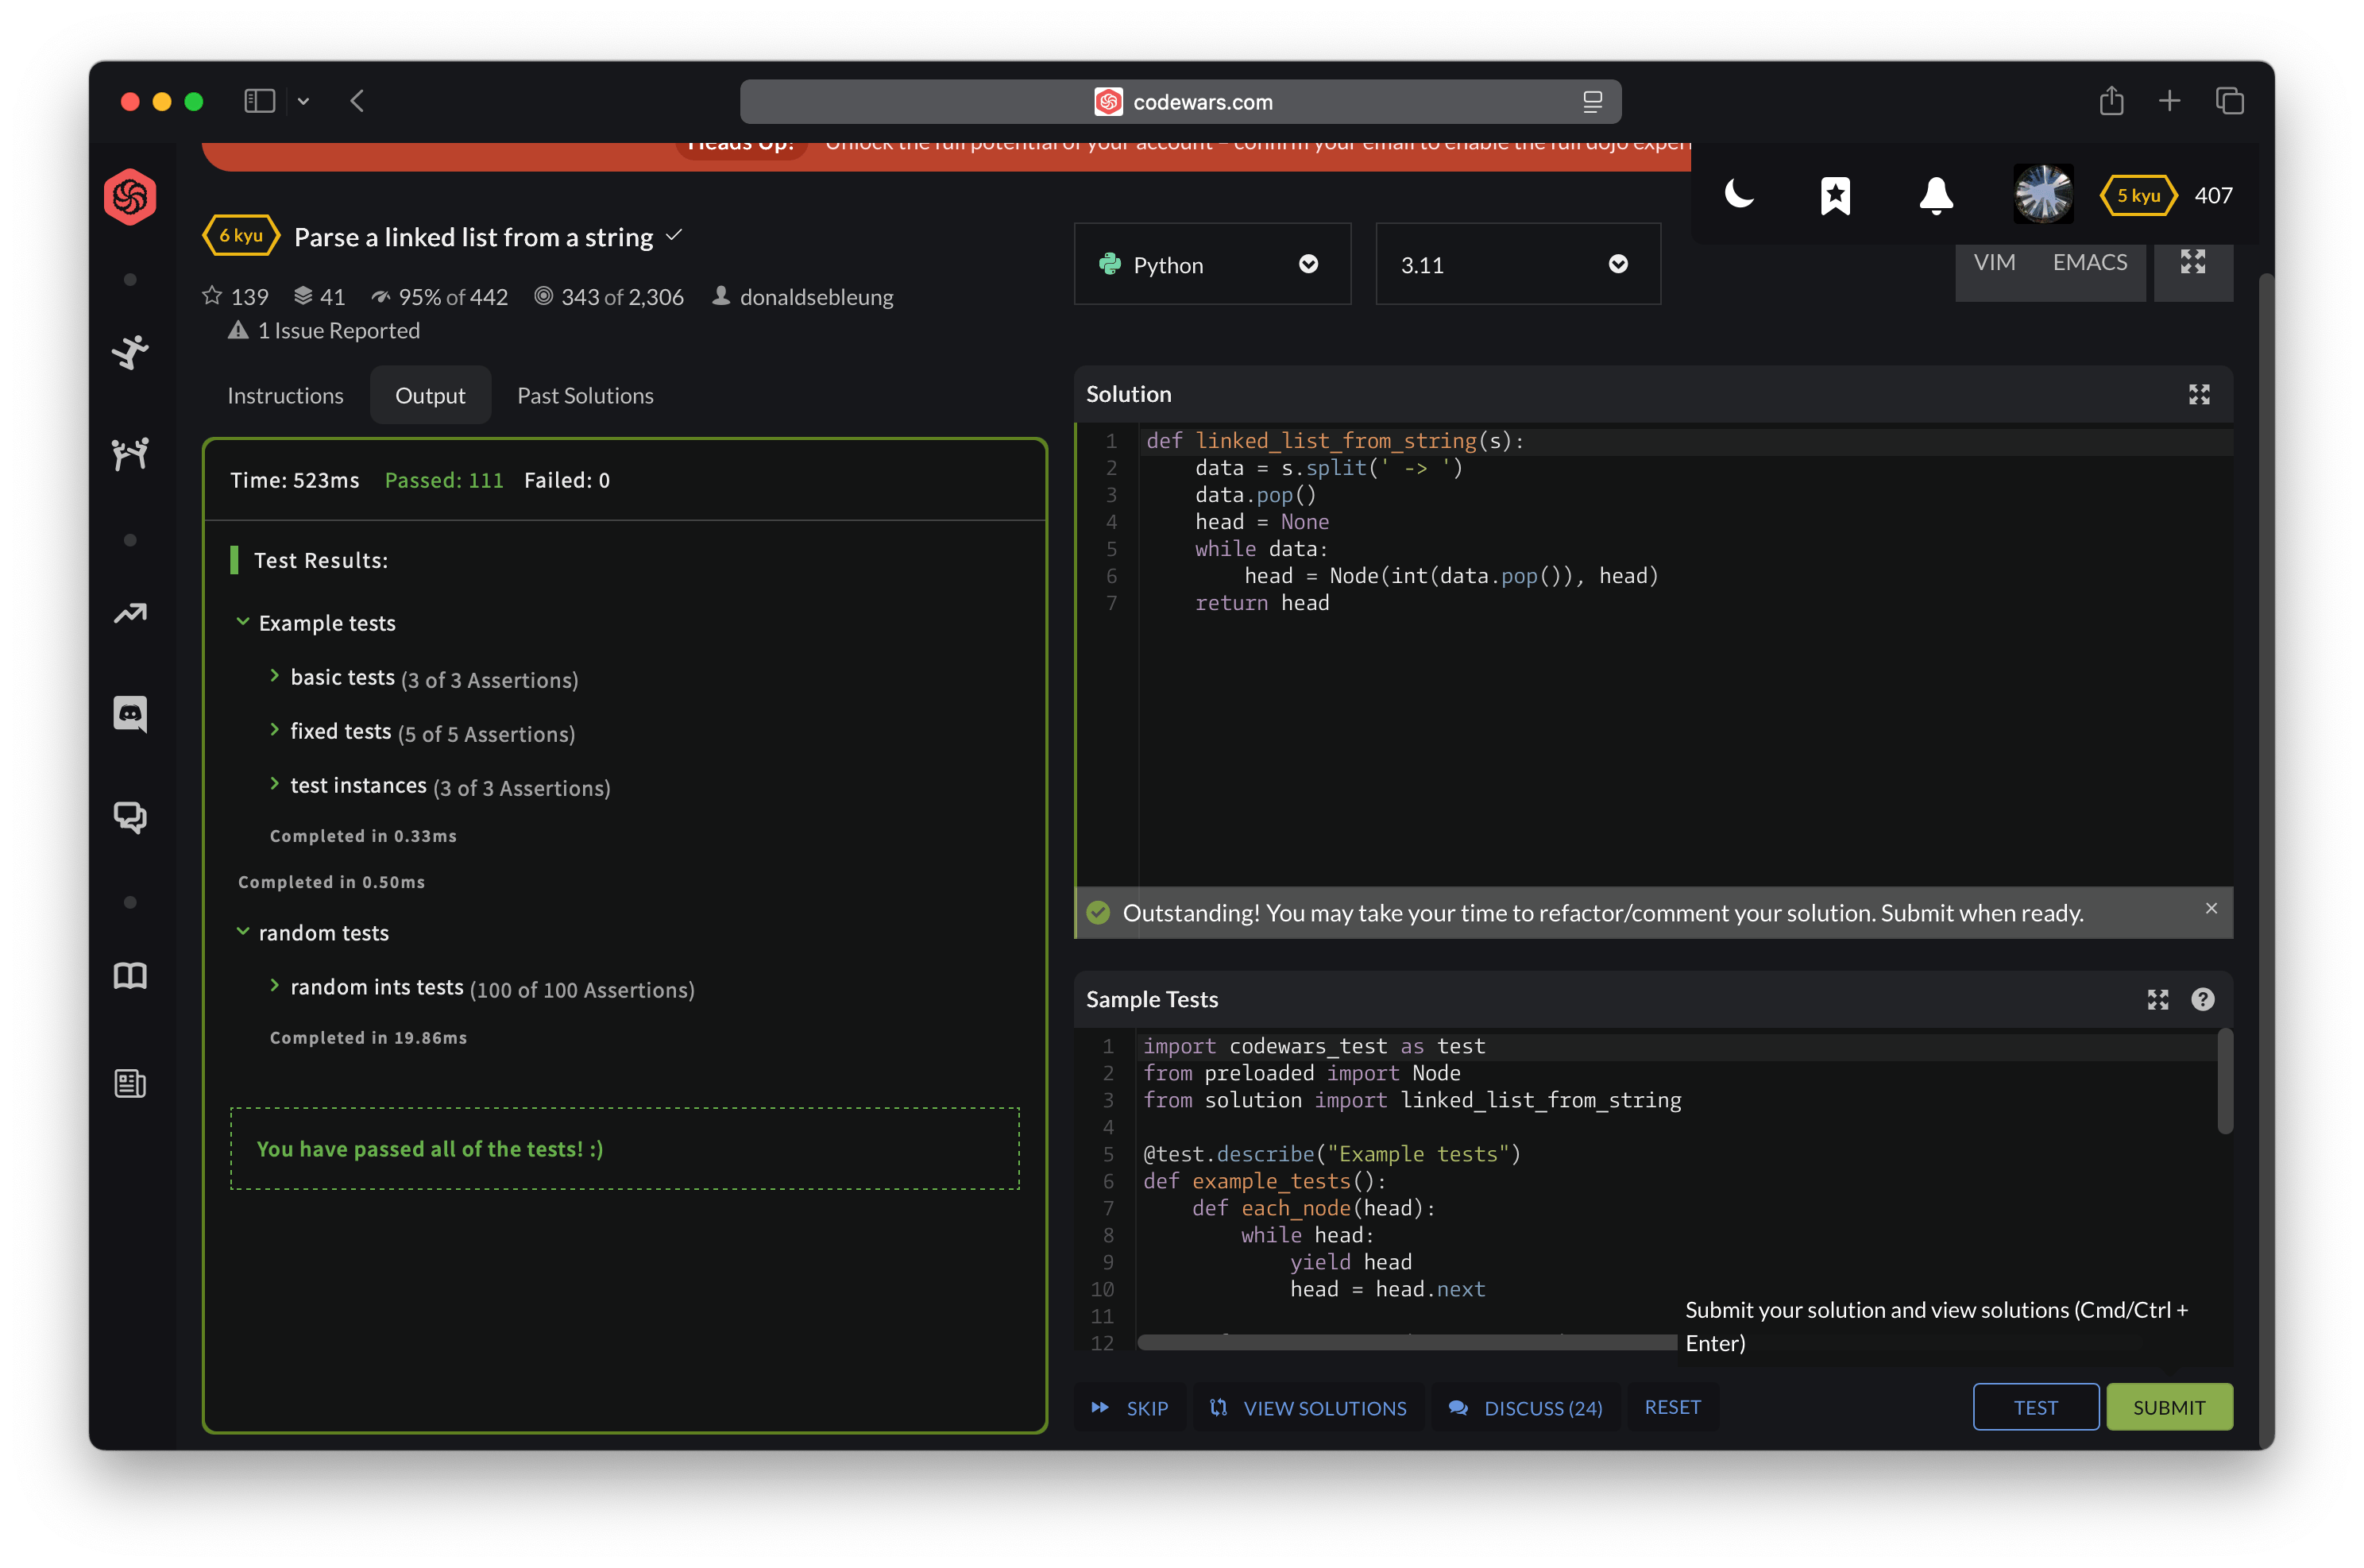 codewars.com
Heads Up! Unlock the full potential of your account – confirm your email to enable the full dojo
5 kyu 407
6 kyu Parse a linked list from a string
139 41 95% of 442 343 of 2,306 donaldsebleung
1 Issue Reported
Python
3.11
VIM EMACS
Instructions Output Past Solutions
Time: 523ms Passed: 111 Failed: 0
Test Results:
Example tests
basic tests (3 of 3 Assertions)
fixed tests (5 of 5 Assertions)
test instances (3 of 3 Assertions)
Completed in 0.33ms
Completed in 0.50ms
random tests
random ints tests (100 of 100 Assertions)
Completed in 19.86ms
You have passed all of the tests! :)
Solution
1 def linked_list_from_string(s):
2 data = s.split(' -> ')
3 data.pop()
4 head = None
5 while data:
6 head = Node(int(data.pop()), head)
7 return head
Outstanding! You may take your time to refactor/comment your solution. Submit when ready.
Sample Tests
1 import codewars_test as test
2 from preloaded import Node
3 from solution import linked_list_from_string
4
5 @test.describe("Example tests")
6 def example_tests():
7 def each_node(head):
8 while head:
9 yield head
10 head = head.next
11
12
Submit your solution and view solutions (Cmd/Ctrl +
Enter)
SKIP VIEW SOLUTIONS DISCUSS (24) RESET TEST SUBMIT